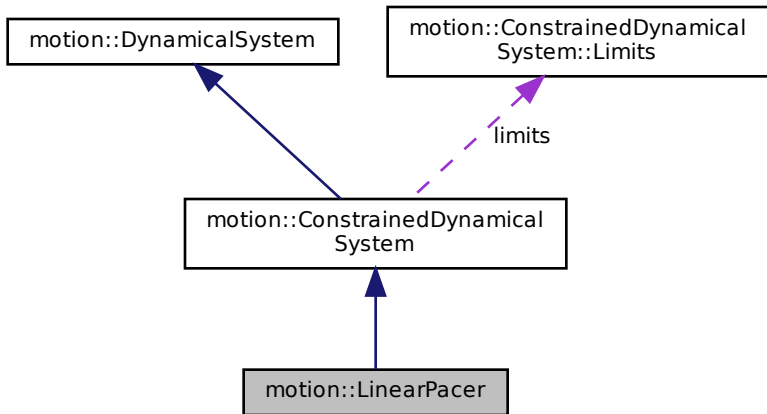 motion::DynamicalSystem
motion::ConstrainedDynamical
System::Limits
limits
motion::ConstrainedDynamical
System
motion::LinearPacer